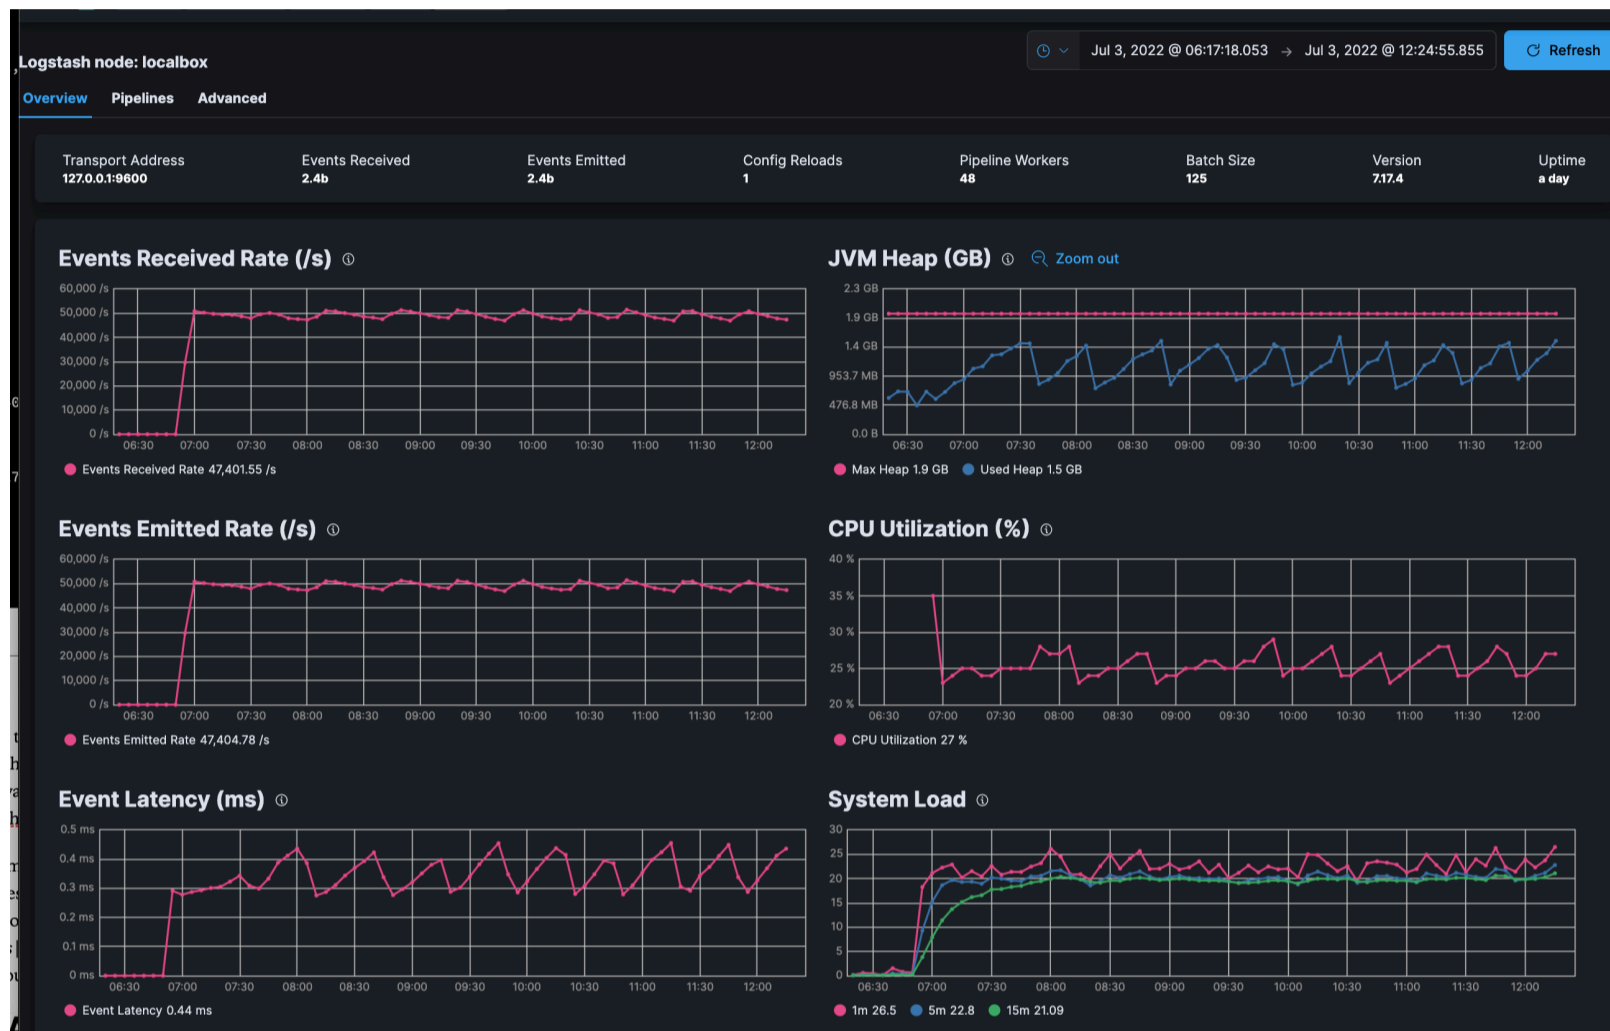 Logstash node: localbox
Jul 3, 2022 @ 06:17:18.053 → Jul 3, 2022 @ 12:24:55.855 Refresh
Overview Pipelines Advanced
Transport Address Events Received Events Emitted Config Reloads Pipeline Workers Batch Size Version Uptime
127.0.0.1:9600 2.4b 2.4b 1 48 125 7.17.4 a day
Events Received Rate (/s)
60,000 /s
50,000 /s
40,000 /s
30,000 /s
20,000 /s
10,000 /s
0 /s
06:30 07:00 07:30 08:00 08:30 09:00 09:30 10:00 10:30 11:00 11:30 12:00
Events Received Rate 47,401.55 /s
JVM Heap (GB) Zoom out
2.3 GB
1.9 GB
1.4 GB
953.7 MB
476.8 MB
0.0 B
06:30 07:00 07:30 08:00 08:30 09:00 09:30 10:00 10:30 11:00 11:30 12:00
Max Heap 1.9 GB Used Heap 1.5 GB
Events Emitted Rate (/s)
60,000 /s
50,000 /s
40,000 /s
30,000 /s
20,000 /s
10,000 /s
0 /s
06:30 07:00 07:30 08:00 08:30 09:00 09:30 10:00 10:30 11:00 11:30 12:00
Events Emitted Rate 47,404.78 /s
CPU Utilization (%)
40 %
35 %
30 %
25 %
20 %
06:30 07:00 07:30 08:00 08:30 09:00 09:30 10:00 10:30 11:00 11:30 12:00
CPU Utilization 27 %
Event Latency (ms)
0.5 ms
0.4 ms
0.3 ms
0.2 ms
0.1 ms
0 ms
06:30 07:00 07:30 08:00 08:30 09:00 09:30 10:00 10:30 11:00 11:30 12:00
Event Latency 0.44 ms
System Load
30
25
20
15
10
5
0
06:30 07:00 07:30 08:00 08:30 09:00 09:30 10:00 10:30 11:00 11:30 12:00
1m 26.5 5m 22.8 15m 21.09